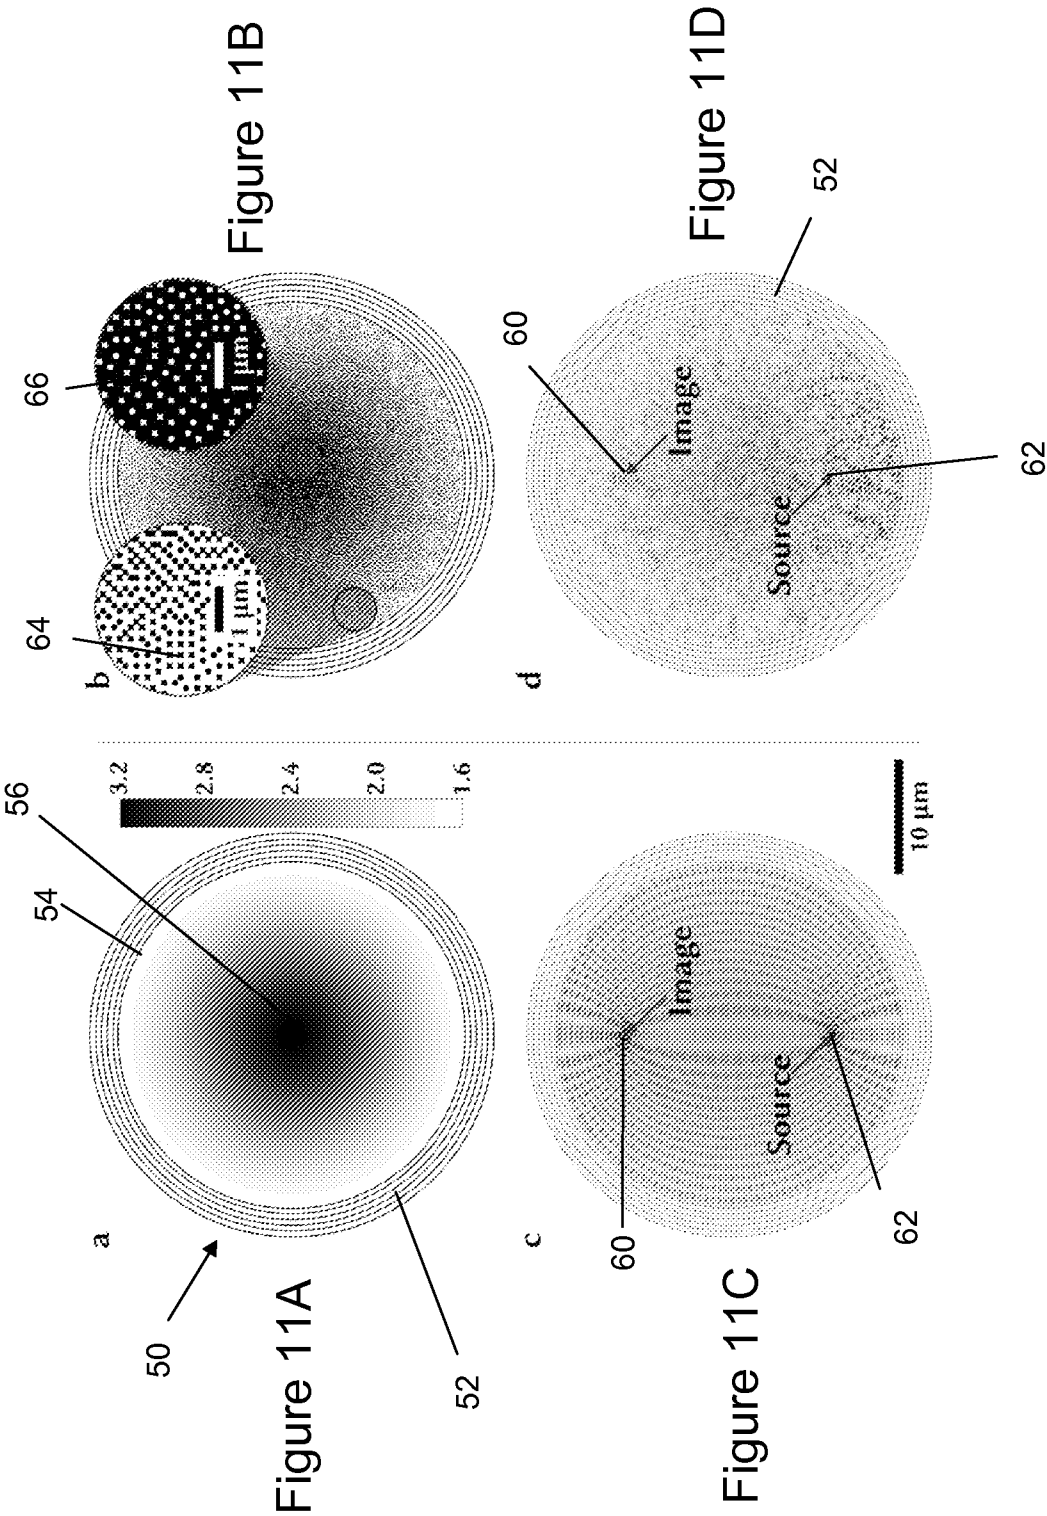 Figure 11A
50
52
54
56
a
3.2
2.8
2.4
2.0
1.6
Figure 11B
64
66
b
1 µm
1 µm
Figure 11C
60
62
c
Image
Source
10 µm
Figure 11D
60
52
62
d
Image
Source